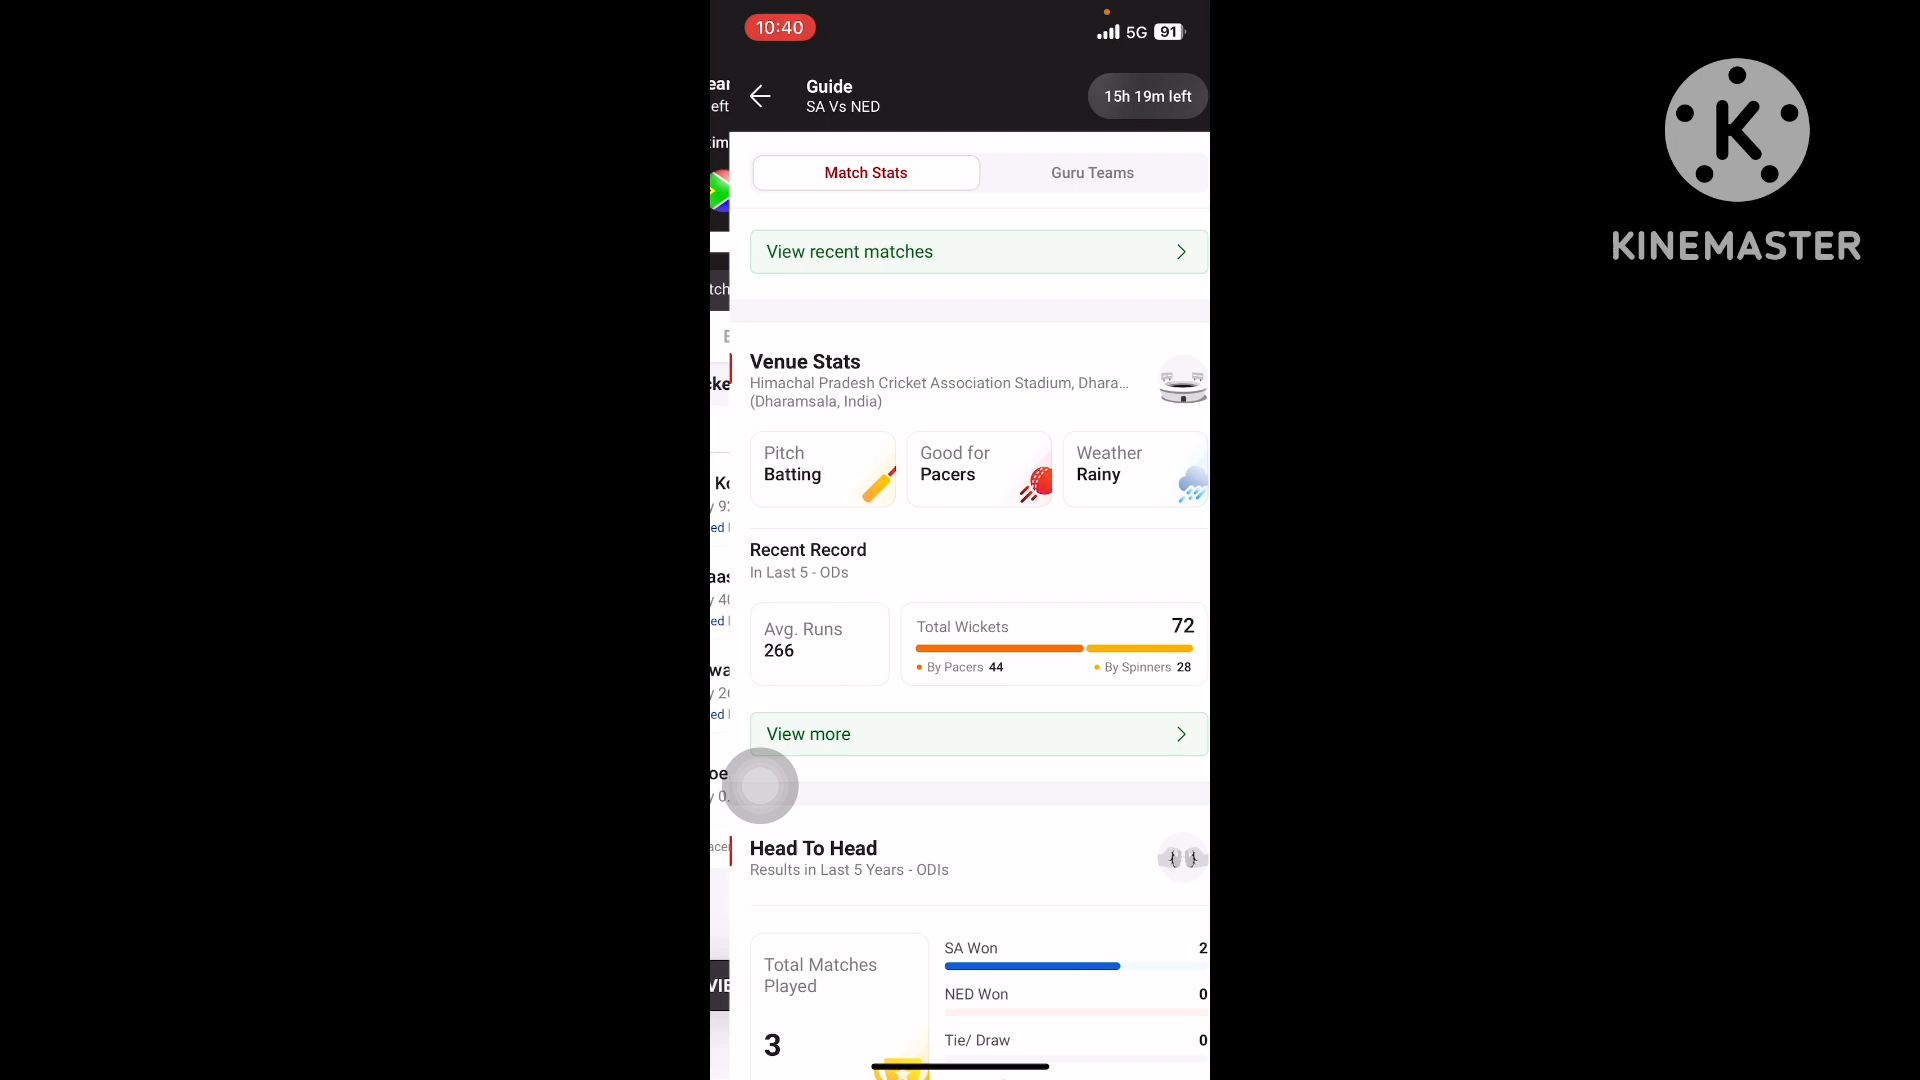 10:40
5G 91
Guide
SA Vs NED
15h 19m left
Match Stats
Guru Teams
View recent matches
Venue Stats
Himachal Pradesh Cricket Association Stadium, Dhara...
(Dharamsala, India)
Pitch
Batting
Good for
Pacers
Weather
Rainy
Recent Record
In Last 5 - ODs
Avg. Runs
266
Total Wickets
72
By Pacers 44
By Spinners 28
View more
Head To Head
Results in Last 5 Years - ODIs
Total Matches
Played
3
SA Won
2
NED Won
0
Tie/ Draw
0
K
KINEMASTER